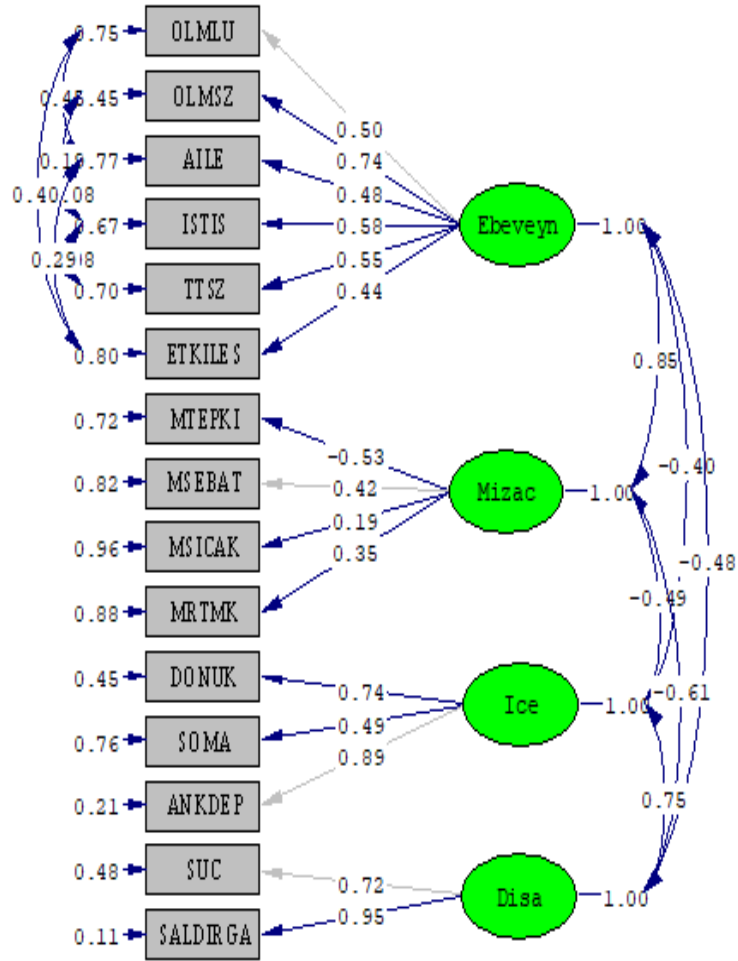 0.75 OLMLU
0.45 OLMSZ
0.50
0.74
0.77 AILE
0.48
0.40
0.67 ISTIS
0.58
Ebeveyn 1.00
0.29
0.70 TTSZ
0.55
0.44
0.80 ETKILES
0.85
0.72 MTEPKI
-0.53
-0.40
0.82 MSEBAT
0.42
Mizac 1.00
0.96 MSICAK
0.19
0.35
-0.48
-0.49
0.88 MRTMK
0.45 DONUK
0.74
-0.61
0.49
Ice 1.00
0.76 SOMA
0.89
0.21 ANKDEP
0.75
0.48 SUC
0.72
Disa 1.00
0.95
0.11 SALDIRGA